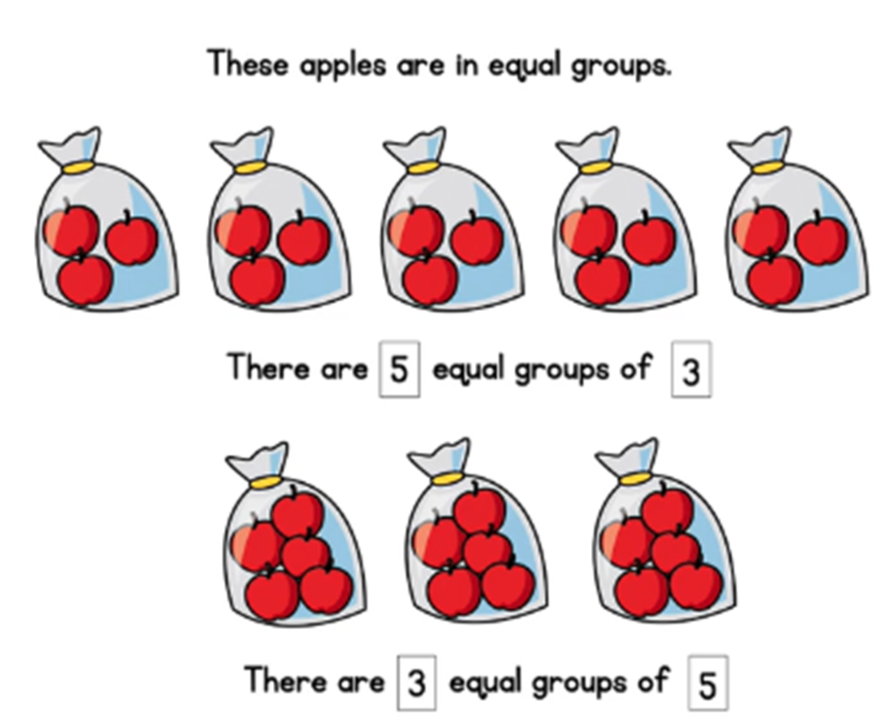 These apples are in equal groups.
There are 5 equal groups of 3
There are 3 equal groups of 5